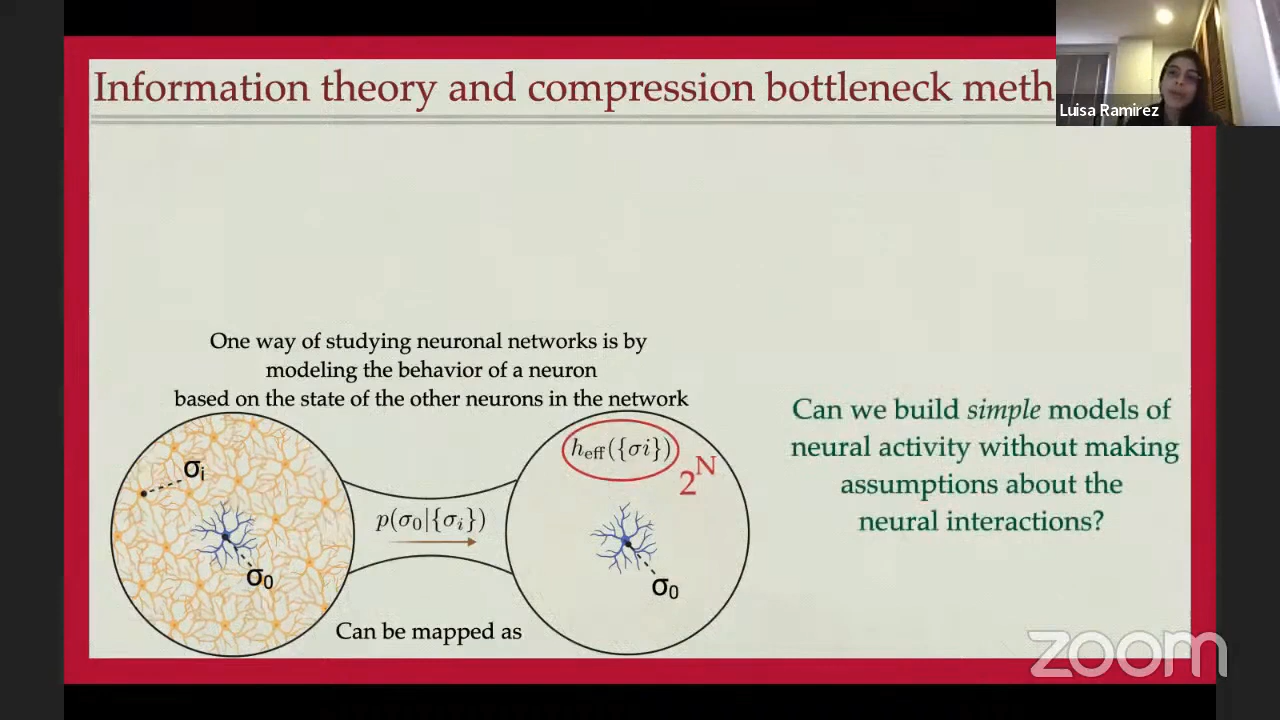 Information theory and compression bottleneck meth
Luisa Ramirez
One way of studying neuronal networks is by
modeling the behavior of a neuron
based on the state of the other neurons in the network
σi
σ0
p(σ0|{σi})
Can be mapped as
heff({σi})
2^N
σ0
Can we build simple models of
neural activity without making
assumptions about the
neural interactions?
zoom